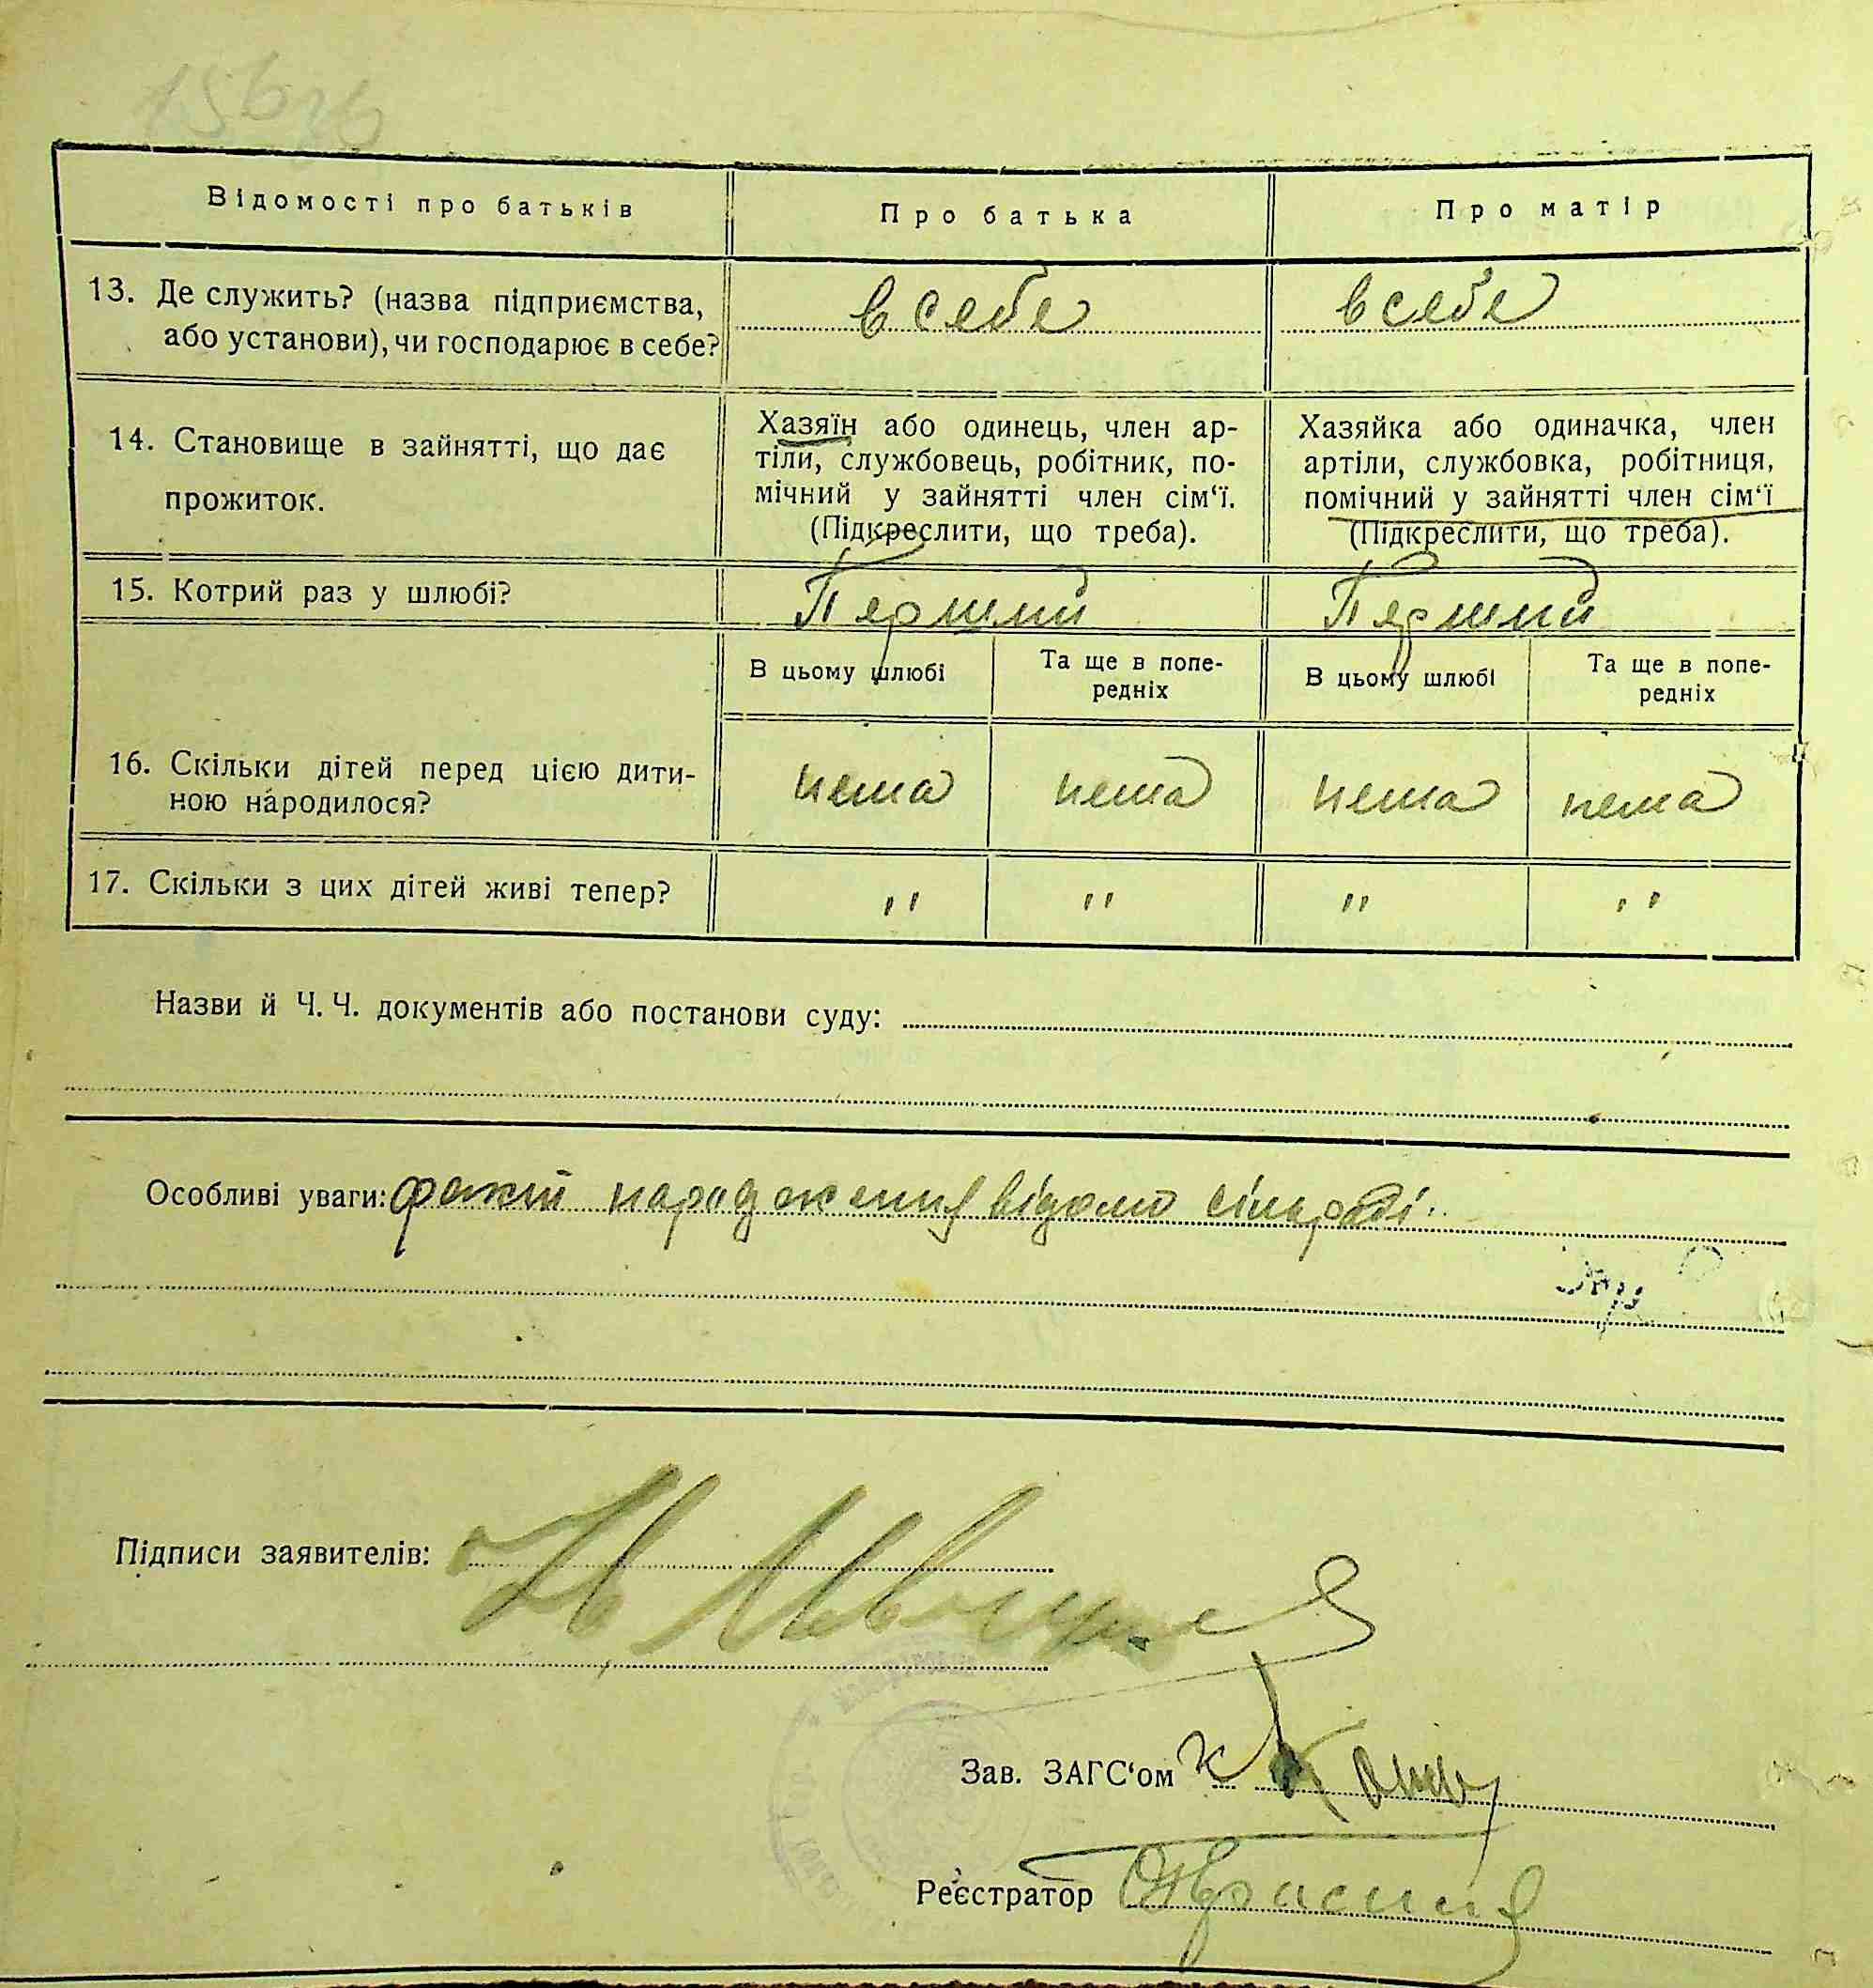 Відомості про батьків
Про батька
Про матір
13. Де служить? (назва підприємства,
або установи), чи господарює в себе?
в себе
в себе
14. Становище в зайнятті, що дає
прожиток.
Хазяїн або одинець, член ар-
тіли, службовець, робітник, по-
мічний у зайнятті член сім‘ї.
(Підкреслити, що треба).
Хазяйка або одиначка, член
артіли, службовка, робітниця,
помічний у зайнятті член сім‘ї
(Підкреслити, що треба).
15. Котрий раз у шлюбі?
Перший
Перший
В цьому шлюбі
Та ще в попе-
редніх
В цьому шлюбі
Та ще в попе-
редніх
16. Скільки дітей перед цією дити-
ною народилося?
нема
нема
нема
нема
17. Скільки з цих дітей живі тепер?
" " " "
Назви й Ч. Ч. документів або постанови суду:
Особливі уваги: факт народження відомо сільраді.
Підписи заявителів:
Зав. ЗАГС‘ом
Реєстратор